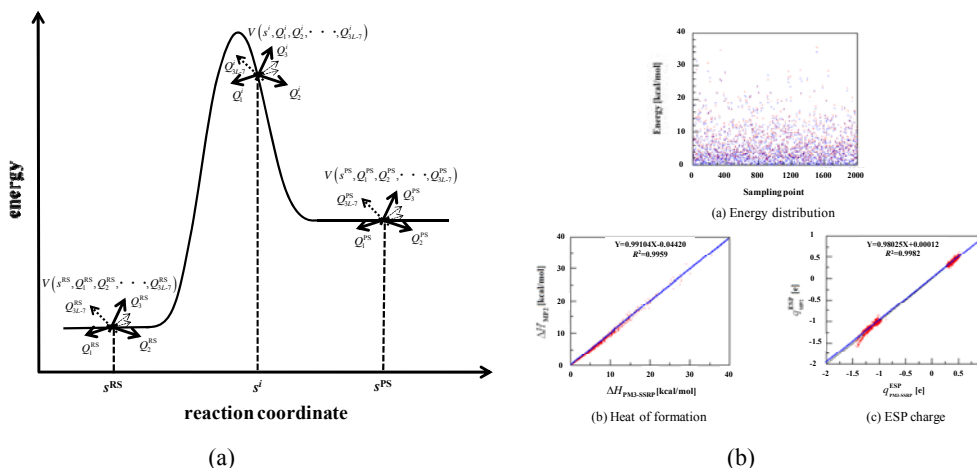 V(s^i, Q_1^i, Q_2^i, · · ·, Q_{3L-7}^i)
Q_3^i
Q_{3L-7}^i
Q_1^i
Q_2^i
V(s^PS, Q_1^PS, Q_2^PS, · · ·, Q_{3L-7}^PS)
Q_3^PS
Q_{3L-7}^PS
Q_1^PS
Q_2^PS
V(s^RS, Q_1^RS, Q_2^RS, · · ·, Q_{3L-7}^RS)
Q_3^RS
Q_{3L-7}^RS
Q_1^RS
Q_2^RS
energy
s^RS
s^i
s^PS
reaction coordinate
(a)
Energy [kcal/mol]
40
30
20
10
0
0 400 800 1200 1600 2000
Sampling point
(a) Energy distribution
Y=0.99104X-0.04420
R²=0.9959
ΔH_MP2 [kcal/mol]
40
30
20
10
0
0 10 20 30 40
ΔH_PM3-SSRP [kcal/mol]
(b) Heat of formation
Y=0.98025X+0.00012
R²=0.9982
q_MP2^ESP [e]
1
0.5
0
-0.5
-1
-1.5
-2
-2 -1.5 -1 -0.5 0 0.5 1
q_PM3-SSRP^ESP [e]
(c) ESP charge
(b)